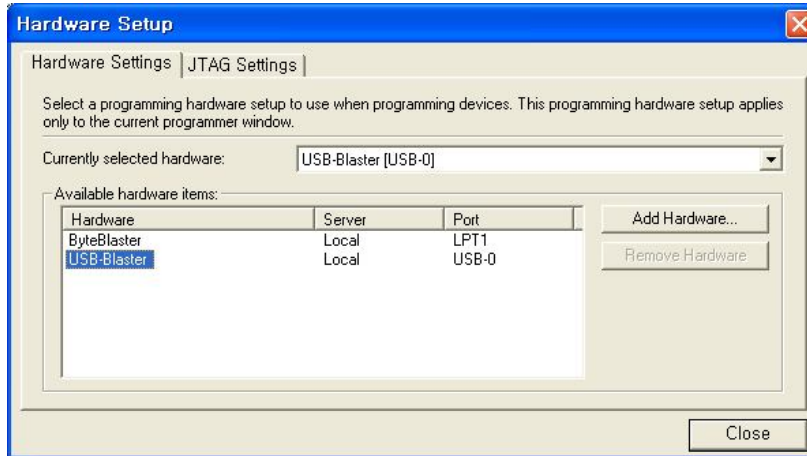 Hardware Setup
Hardware Settings JTAG Settings
Select a programming hardware setup to use when programming devices. This programming hardware setup applies
only to the current programmer window.
Currently selected hardware: USB-Blaster [USB-0]
Available hardware items:
Hardware Server Port
Add Hardware...
ByteBlaster Local LPT1
USB-Blaster Local USB-0
Remove Hardware
Close